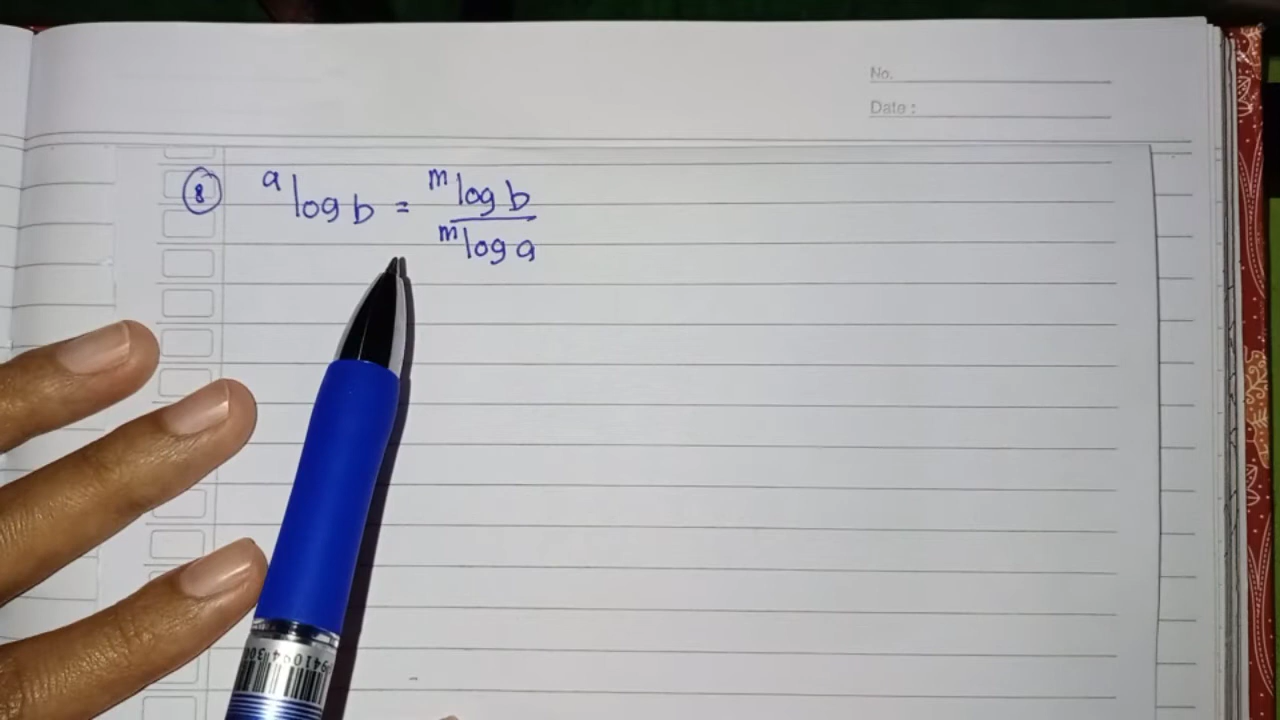 No.
Date :
8 ᵃlog b = ᵐlog b
ᵐlog a